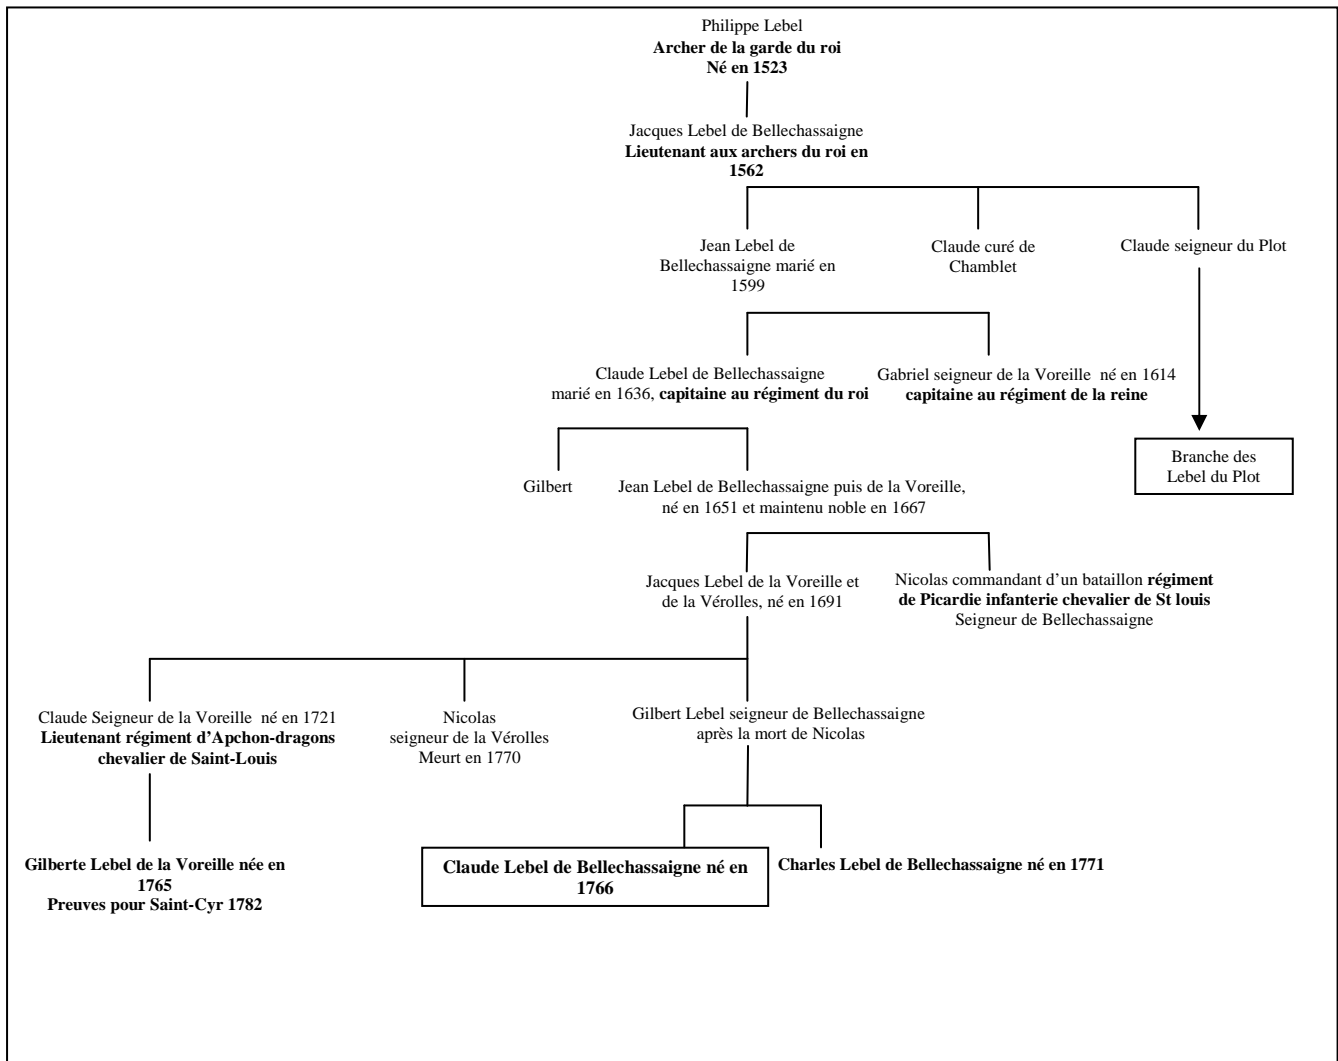 Philippe Lebel
Archer de la garde du roi
Né en 1523
Jacques Lebel de Bellechassaigne
Lieutenant aux archers du roi en
1562
Jean Lebel de
Bellechassaigne marié en
1599
Claude curé de
Chamblet
Claude seigneur du Plot
Claude Lebel de Bellechassaigne
marié en 1636, capitaine au régiment du roi
Gabriel seigneur de la Voreille né en 1614
capitaine au régiment de la reine
Branche des
Lebel du Plot
Gilbert
Jean Lebel de Bellechassaigne puis de la Voreille,
né en 1651 et maintenu noble en 1667
Jacques Lebel de la Voreille et
de la Vérolles, né en 1691
Nicolas commandant d’un bataillon régiment
de Picardie infanterie chevalier de St louis
Seigneur de Bellechassaigne
Claude Seigneur de la Voreille né en 1721
Lieutenant régiment d’Apchon-dragons
chevalier de Saint-Louis
Nicolas
seigneur de la Vérolles
Meurt en 1770
Gilbert Lebel seigneur de Bellechassaigne
après la mort de Nicolas
Gilberte Lebel de la Voreille née en
1765
Preuves pour Saint-Cyr 1782
Claude Lebel de Bellechassaigne né en
1766
Charles Lebel de Bellechassaigne né en 1771